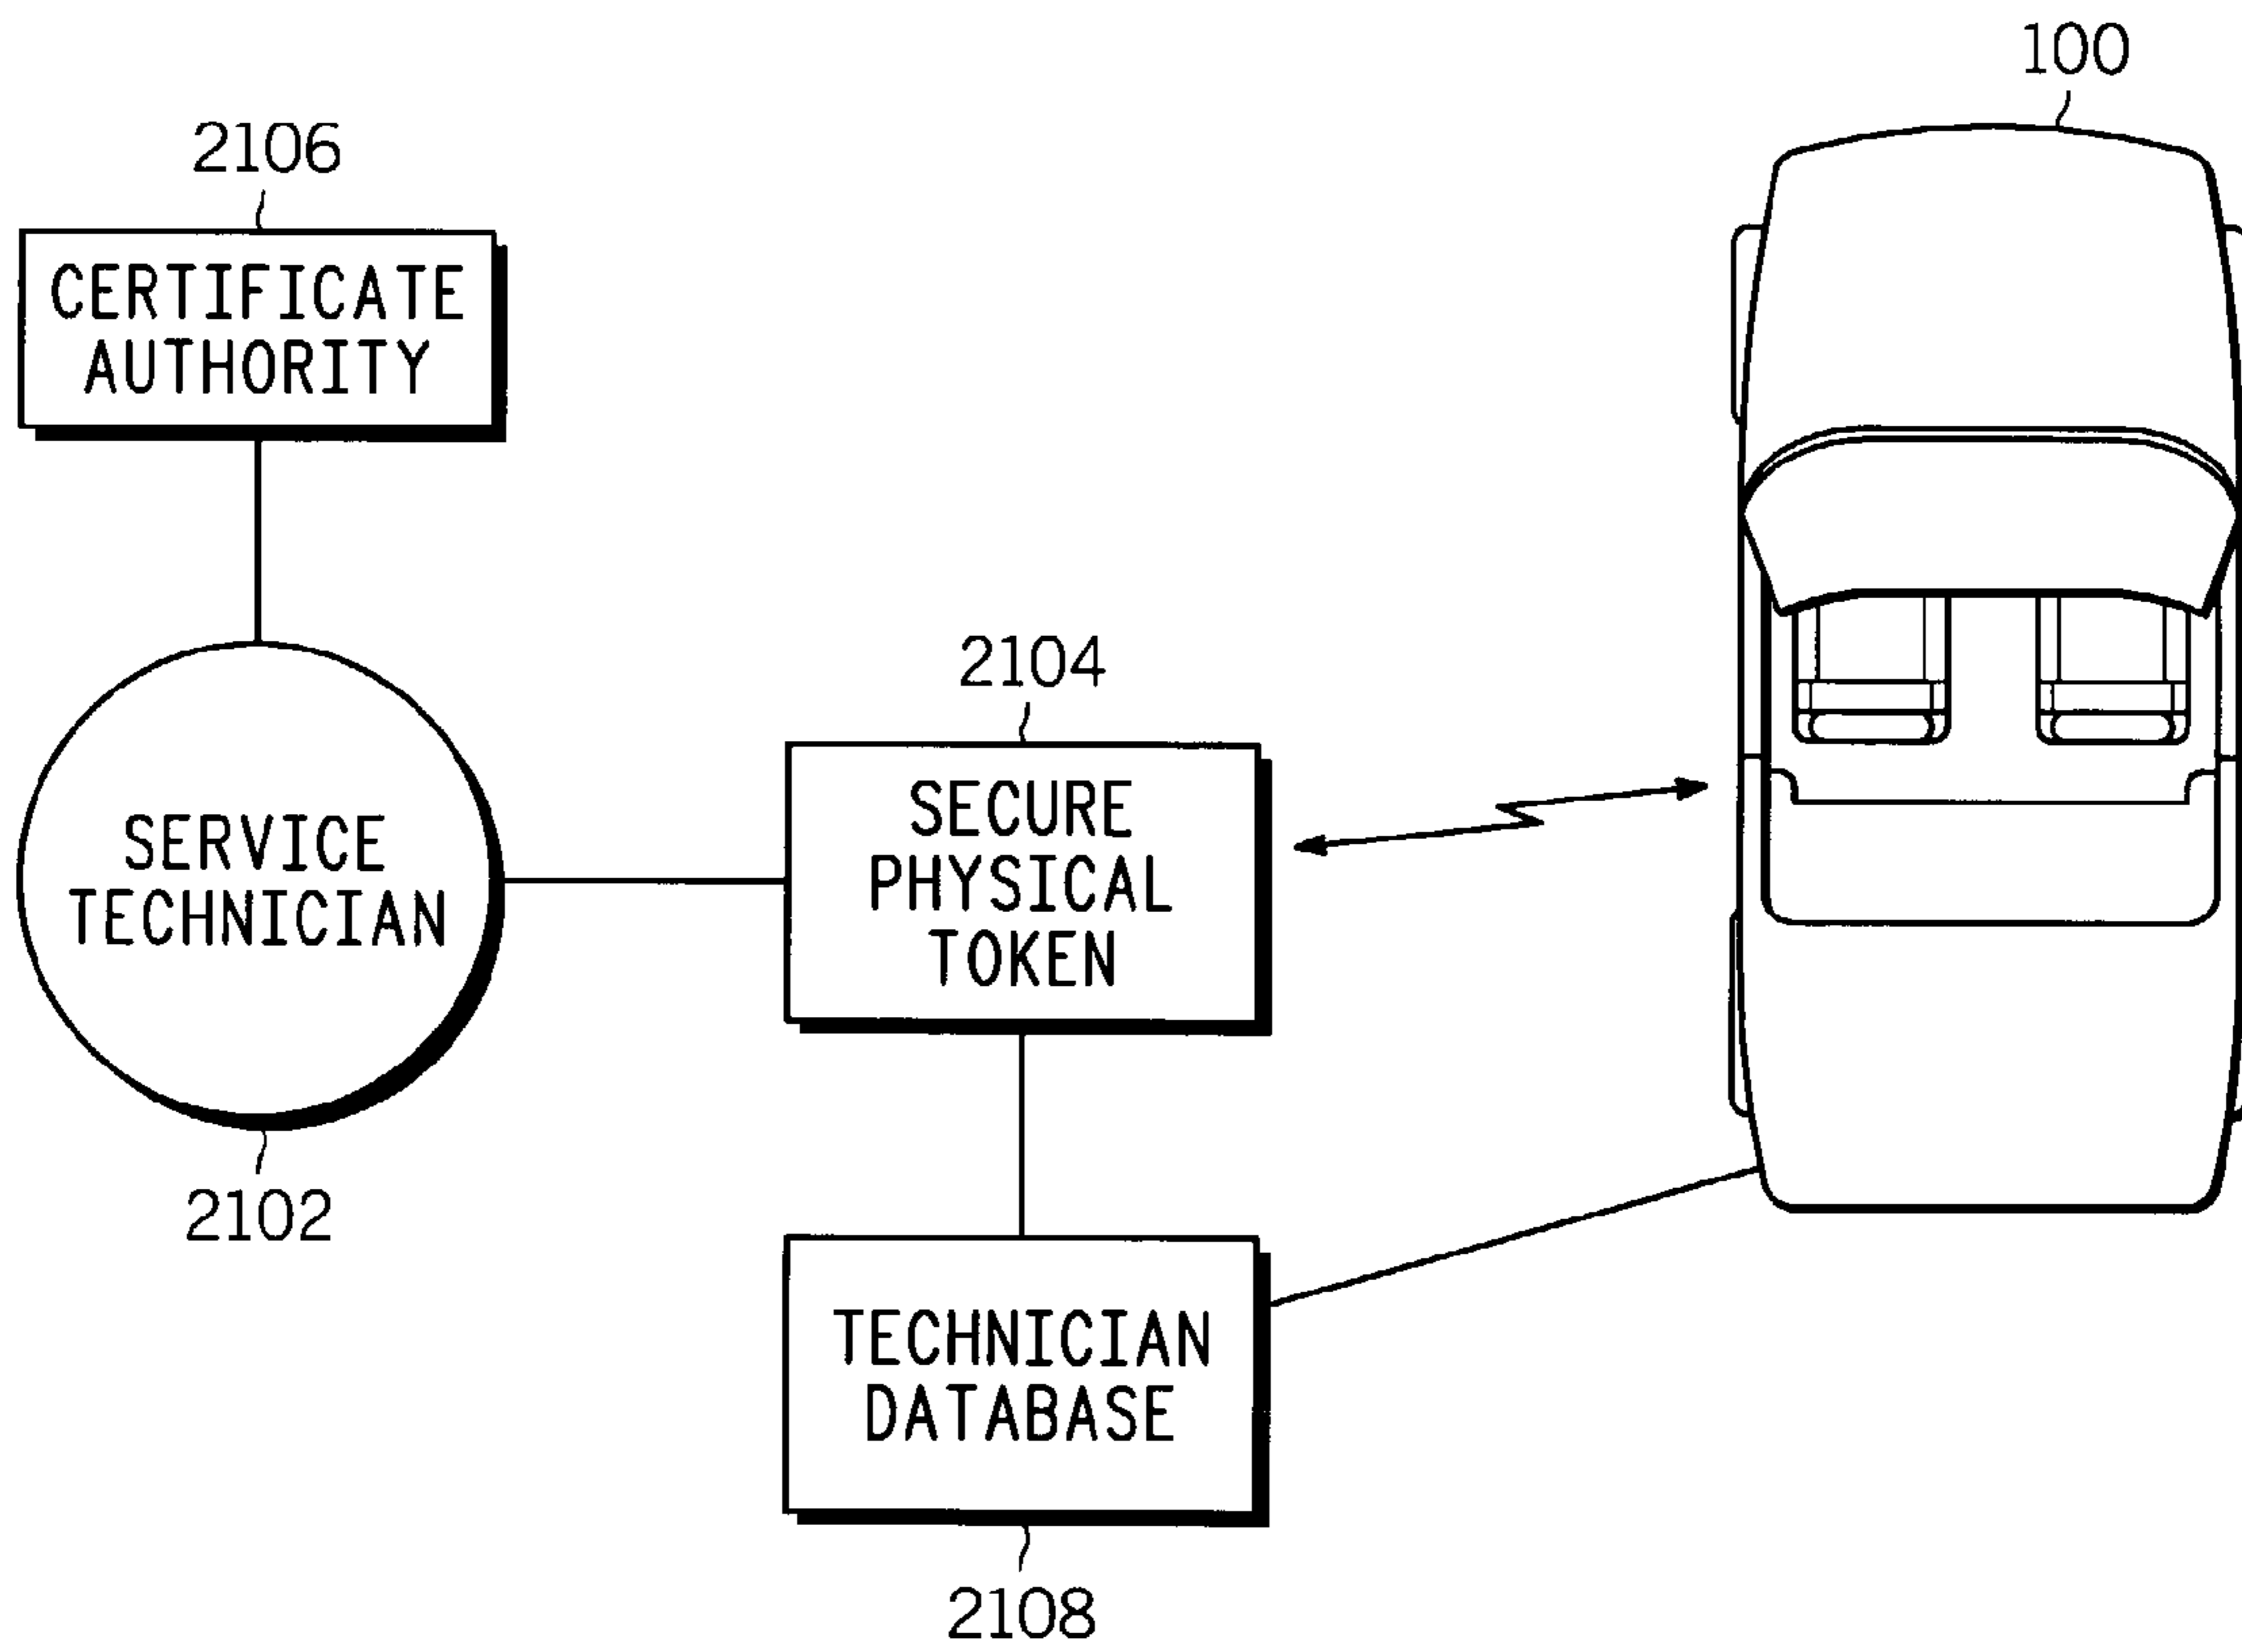 100
2106
CERTIFICATE
AUTHORITY
2104
SECURE
PHYSICAL
TOKEN
SERVICE
TECHNICIAN
2102
TECHNICIAN
DATABASE
2108